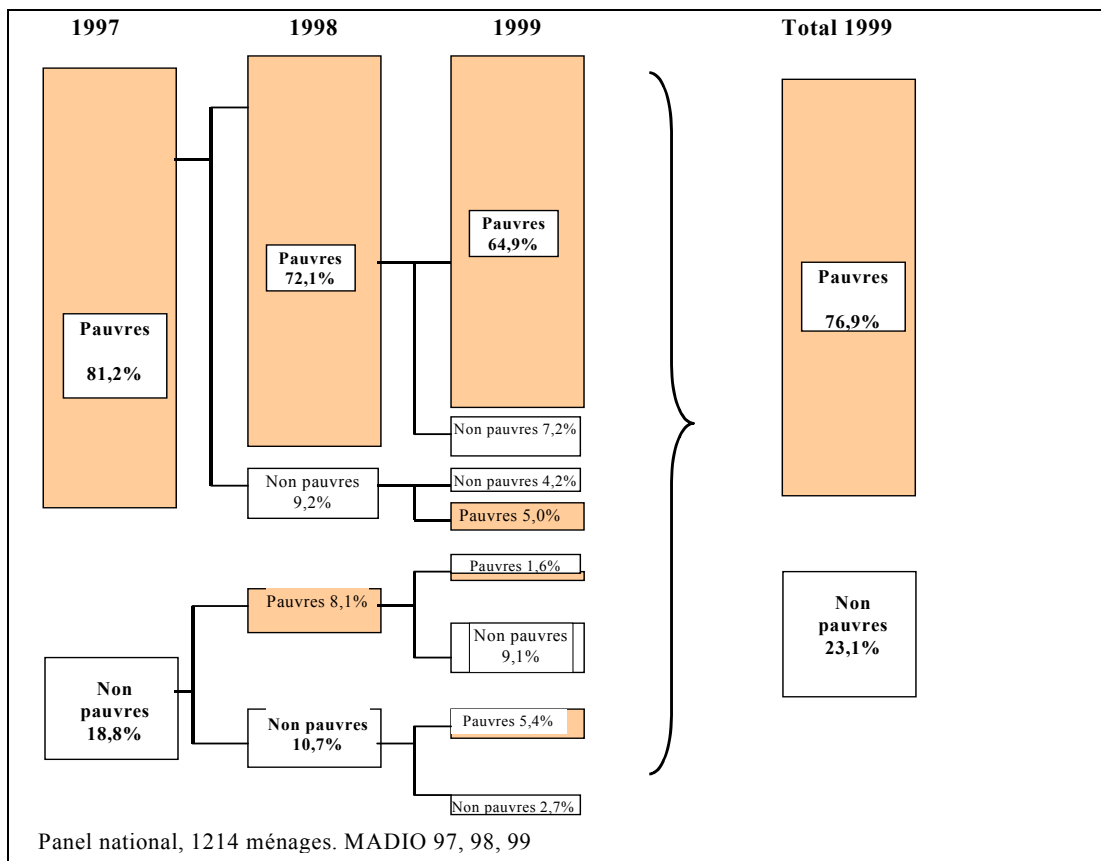 1997 1998 1999 Total 1999
Pauvres
81,2%
Pauvres
72,1%
Pauvres
64,9%
Non pauvres 7,2%
Non pauvres
9,2%
Non pauvres 4,2%
Pauvres 5,0%
Non
pauvres
18,8%
Pauvres 8,1%
Pauvres 1,6%
Non pauvres
9,1%
Non pauvres
10,7%
Pauvres 5,4%
Non pauvres 2,7%
Pauvres
76,9%
Non
pauvres
23,1%
Panel national, 1214 ménages. MADIO 97, 98, 99